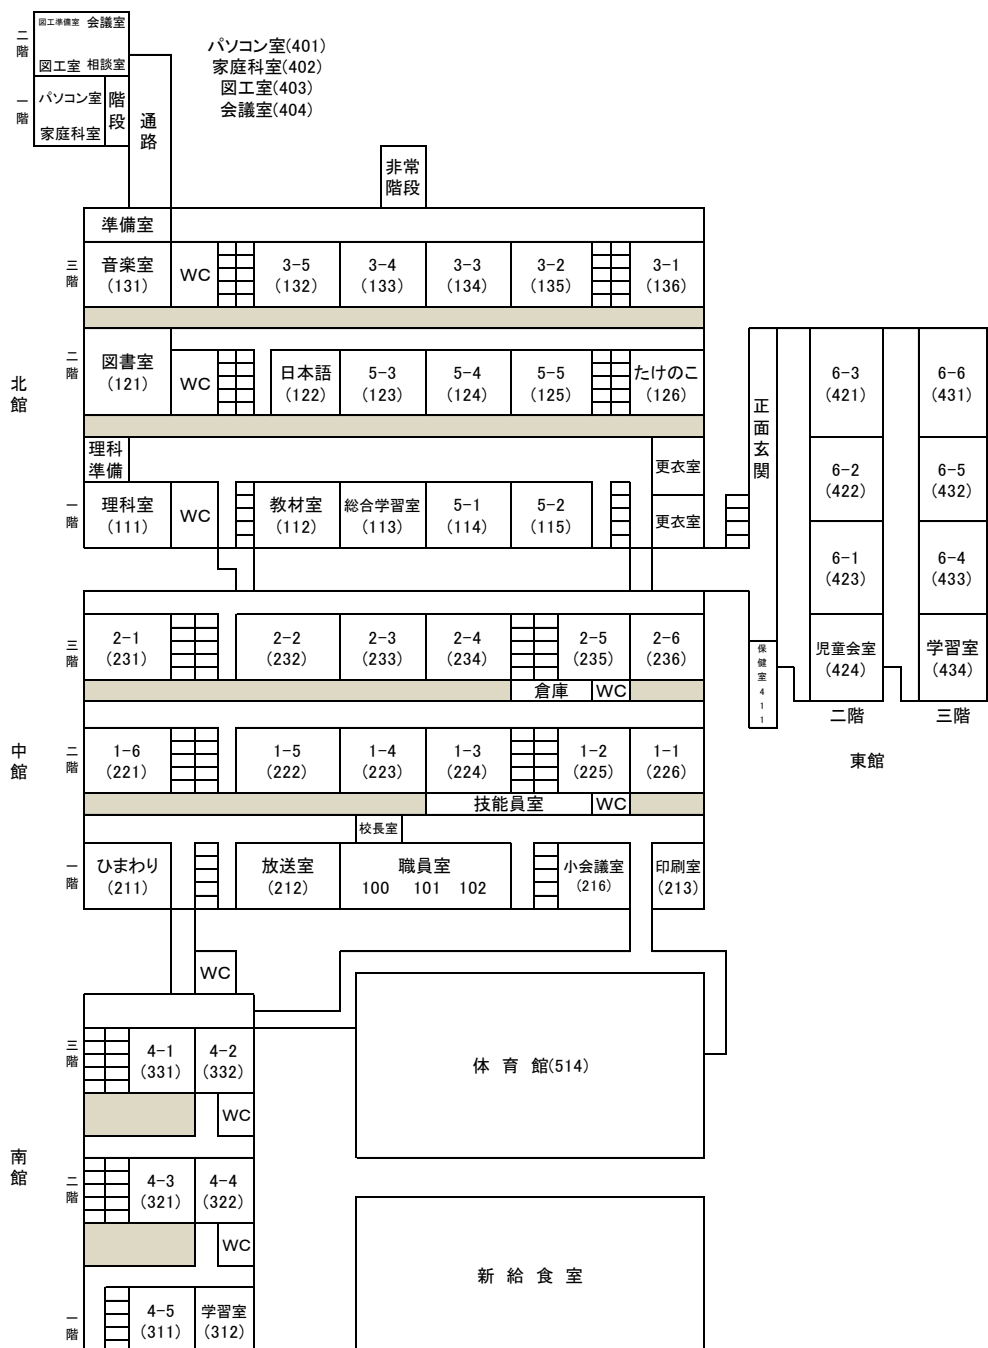 図工準備室 会議室
二階
図工室 相談室
パソコン室
一階
階段
家庭科室
通路
パソコン室(401)
家庭科室(402)
図工室(403)
会議室(404)
非常
階段
準備室
北館
三階
音楽室
(131)
WC
3-5
(132)
3-4
(133)
3-3
(134)
3-2
(135)
3-1
(136)
二階
図書室
(121)
WC
日本語
(122)
5-3
(123)
5-4
(124)
5-5
(125)
たけのこ
(126)
理科
準備
更衣室
一階
理科室
(111)
WC
教材室
(112)
総合学習室
(113)
5-1
(114)
5-2
(115)
更衣室
正面玄関
保健室411
6-3
(421)
6-2
(422)
6-1
(423)
児童会室
(424)
二階
6-6
(431)
6-5
(432)
6-4
(433)
学習室
(434)
三階
東館
中館
三階
2-1
(231)
2-2
(232)
2-3
(233)
2-4
(234)
2-5
(235)
2-6
(236)
倉庫
WC
二階
1-6
(221)
1-5
(222)
1-4
(223)
1-3
(224)
1-2
(225)
1-1
(226)
技能員室
WC
校長室
一階
ひまわり
(211)
放送室
(212)
職員室
100 101 102
小会議室
(216)
印刷室
(213)
WC
体育館(514)
新給食室
南館
三階
4-1
(331)
4-2
(332)
WC
二階
4-3
(321)
4-4
(322)
WC
一階
4-5
(311)
学習室
(312)